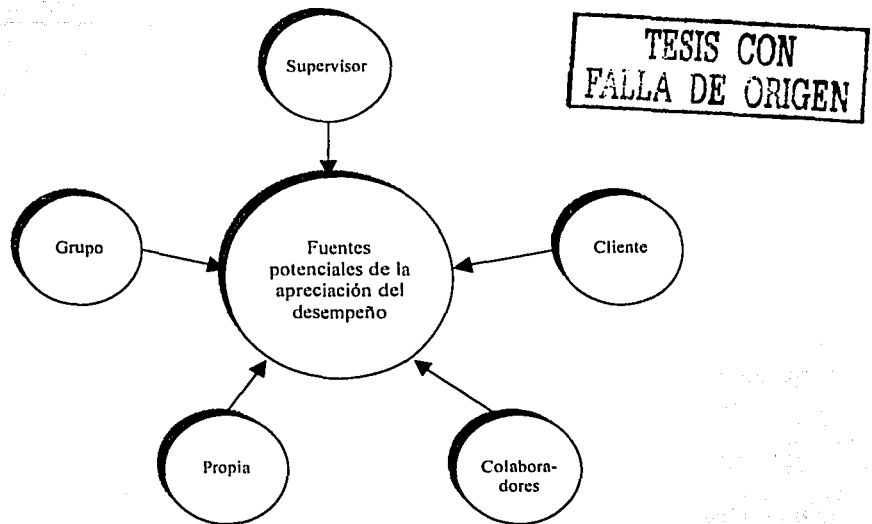 Supervisor
TESIS CON
FALLA DE ORIGEN
Grupo
Fuentes
potenciales de la
apreciación del
desempeño
Cliente
Propia
Colabora-
dores